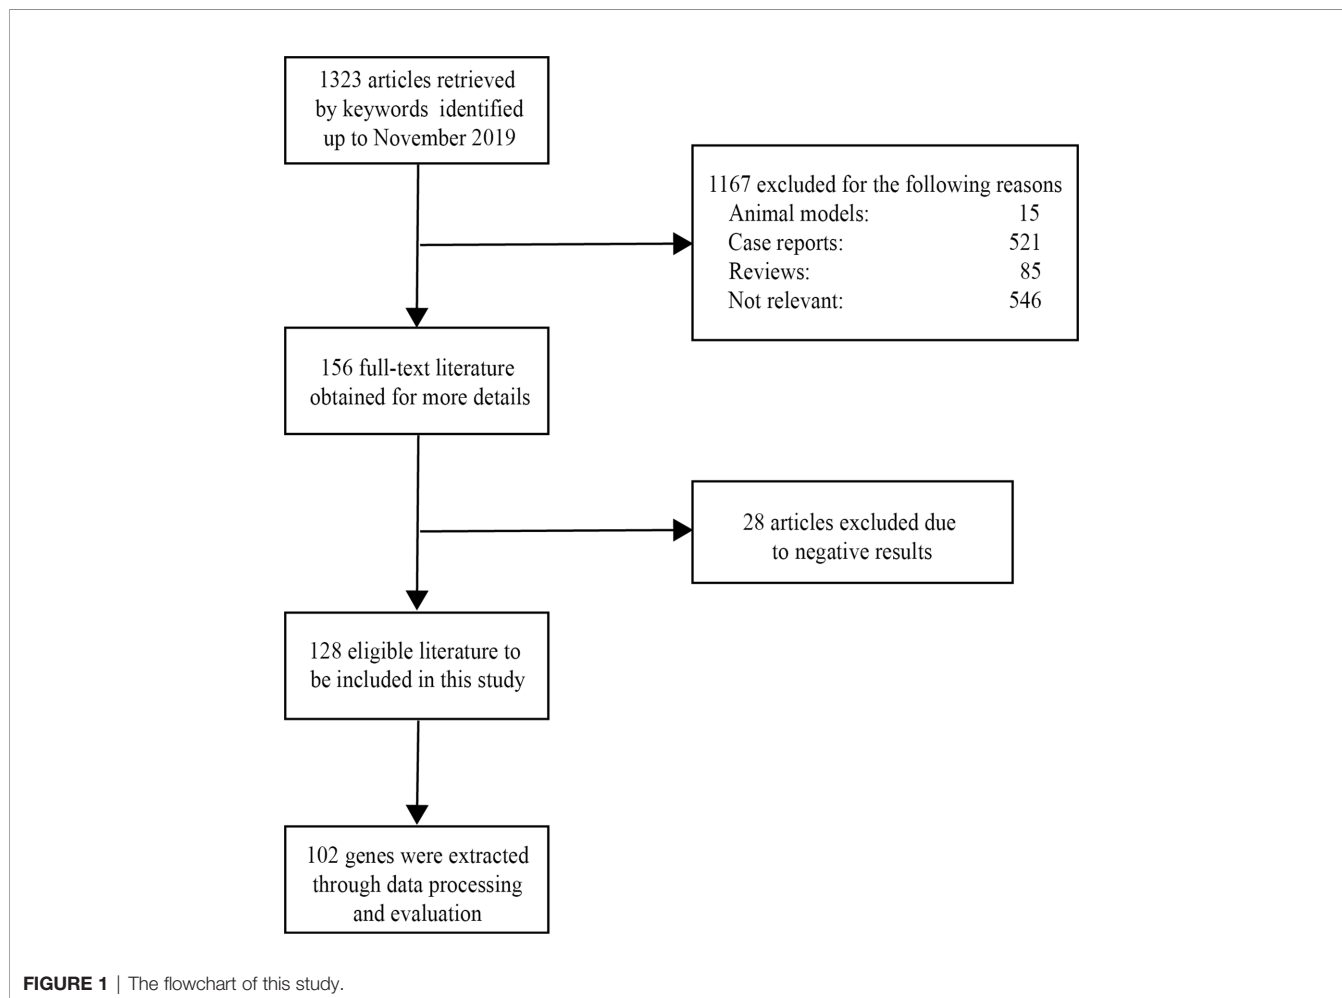 1323 articles retrieved
by keywords identified
up to November 2019
1167 excluded for the following reasons
Animal models: 15
Case reports: 521
Reviews: 85
Not relevant: 546
156 full-text literature
obtained for more details
28 articles excluded due
to negative results
128 eligible literature to
be included in this study
102 genes were extracted
through data processing
and evaluation
FIGURE 1 | The flowchart of this study.